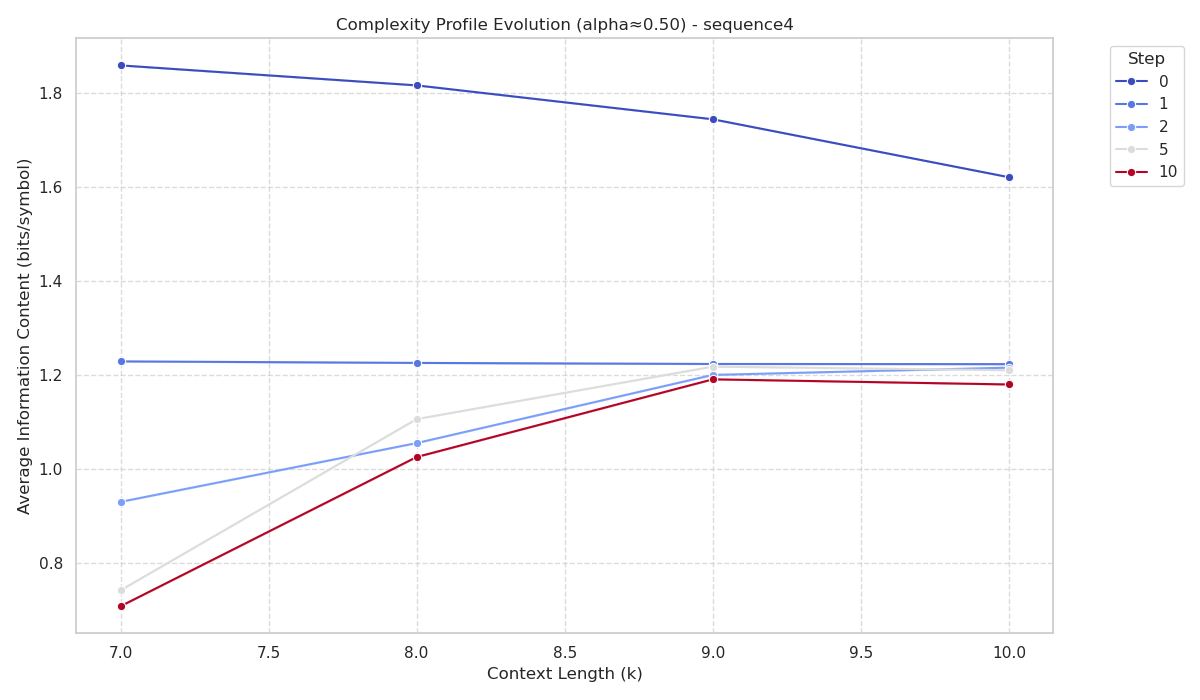 Complexity Profile Evolution (alpha≈0.50) - sequence4
Average Information Content (bits/symbol)
1.8
1.6
1.4
1.2
1.0
0.8
7.0 7.5 8.0 8.5 9.0 9.5 10.0
Context Length (k)
Step
0
1
2
5
10